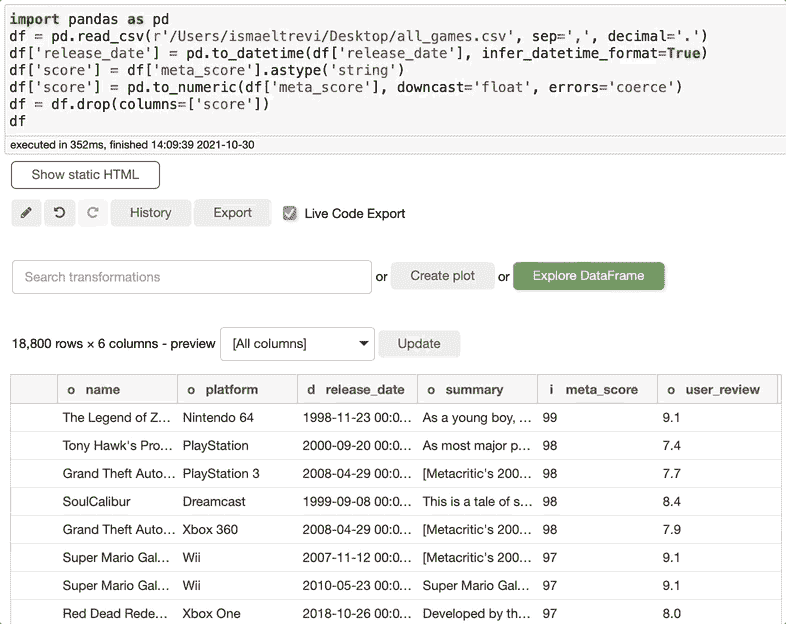 import pandas as pd
df = pd.read_csv(r'/Users/ismaeltrevi/Desktop/all_games.csv', sep=',', decimal='.')
df['release_date'] = pd.to_datetime(df['release_date'], infer_datetime_format=True)
df['score'] = df['meta_score'].astype('string')
df['score'] = pd.to_numeric(df['meta_score'], downcast='float', errors='coerce')
df = df.drop(columns=['score'])
df
executed in 352ms, finished 14:09:39 2021-10-30
Show static HTML
History Export Live Code Export
Search transformations or Create plot or Explore DataFrame
18,800 rows × 6 columns - preview [All columns] Update
o name o platform d release_date o summary i meta_score o user_review
The Legend of Z... Nintendo 64 1998-11-23 00:0... As a young boy, ... 99 9.1
Tony Hawk's Pro... PlayStation 2000-09-20 00:0... As most major p... 98 7.4
Grand Theft Auto... PlayStation 3 2008-04-29 00:0... [Metacritic's 200... 98 7.7
SoulCalibur Dreamcast 1999-09-08 00:0... This is a tale of s... 98 8.4
Grand Theft Auto... Xbox 360 2008-04-29 00:0... [Metacritic's 200... 98 7.9
Super Mario Gal... Wii 2007-11-12 00:0... [Metacritic's 200... 97 9.1
Super Mario Gal... Wii 2010-05-23 00:0... Super Mario Gal... 97 9.1
Red Dead Rede... Xbox One 2018-10-26 00:0... Developed by th... 97 8.0